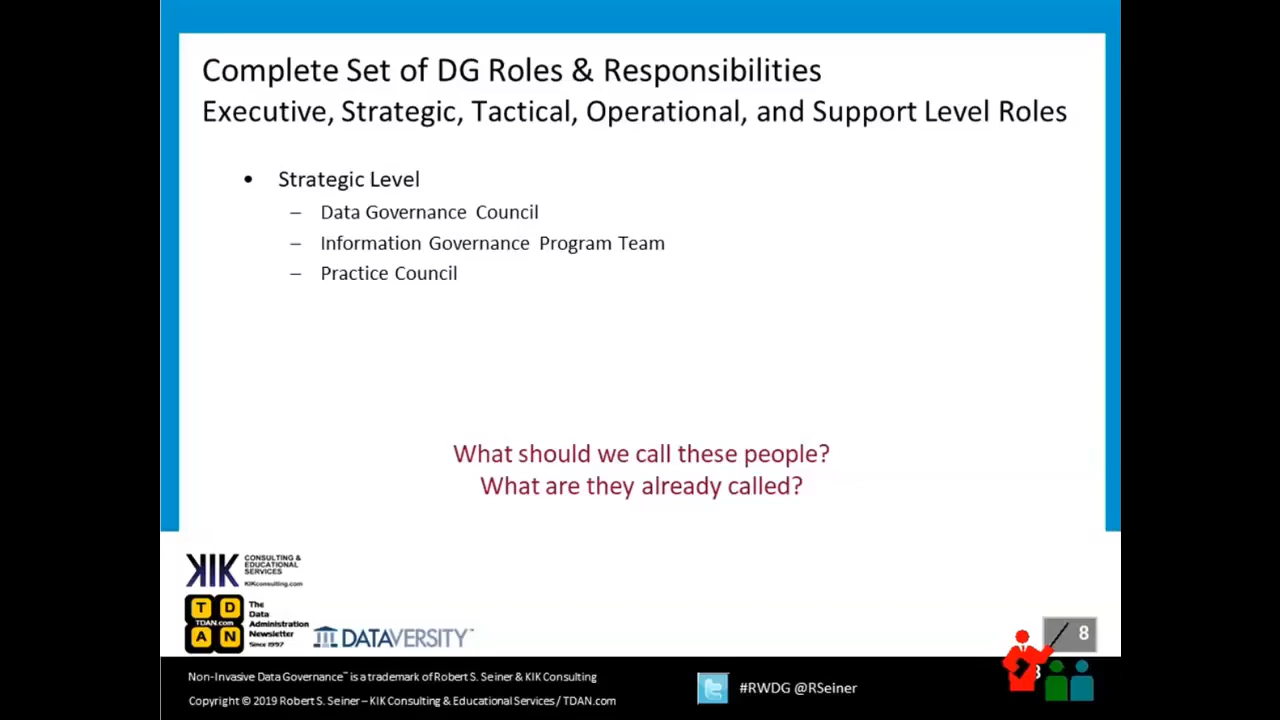 Complete Set of DG Roles & Responsibilities
Executive, Strategic, Tactical, Operational, and Support Level Roles
• Strategic Level
– Data Governance Council
– Information Governance Program Team
– Practice Council
What should we call these people?
What are they already called?
KIK CONSULTING &
EDUCATIONAL
SERVICES
KIKconsulting.com
T D
TDAN.com
A N
The
Data
Administration
Newsletter
Since 1997
DATAVERSITY™
8
8
Non-Invasive Data Governance™ is a trademark of Robert S. Seiner & KIK Consulting
Copyright © 2019 Robert S. Seiner – KIK Consulting & Educational Services / TDAN.com
#RWDG @RSeiner